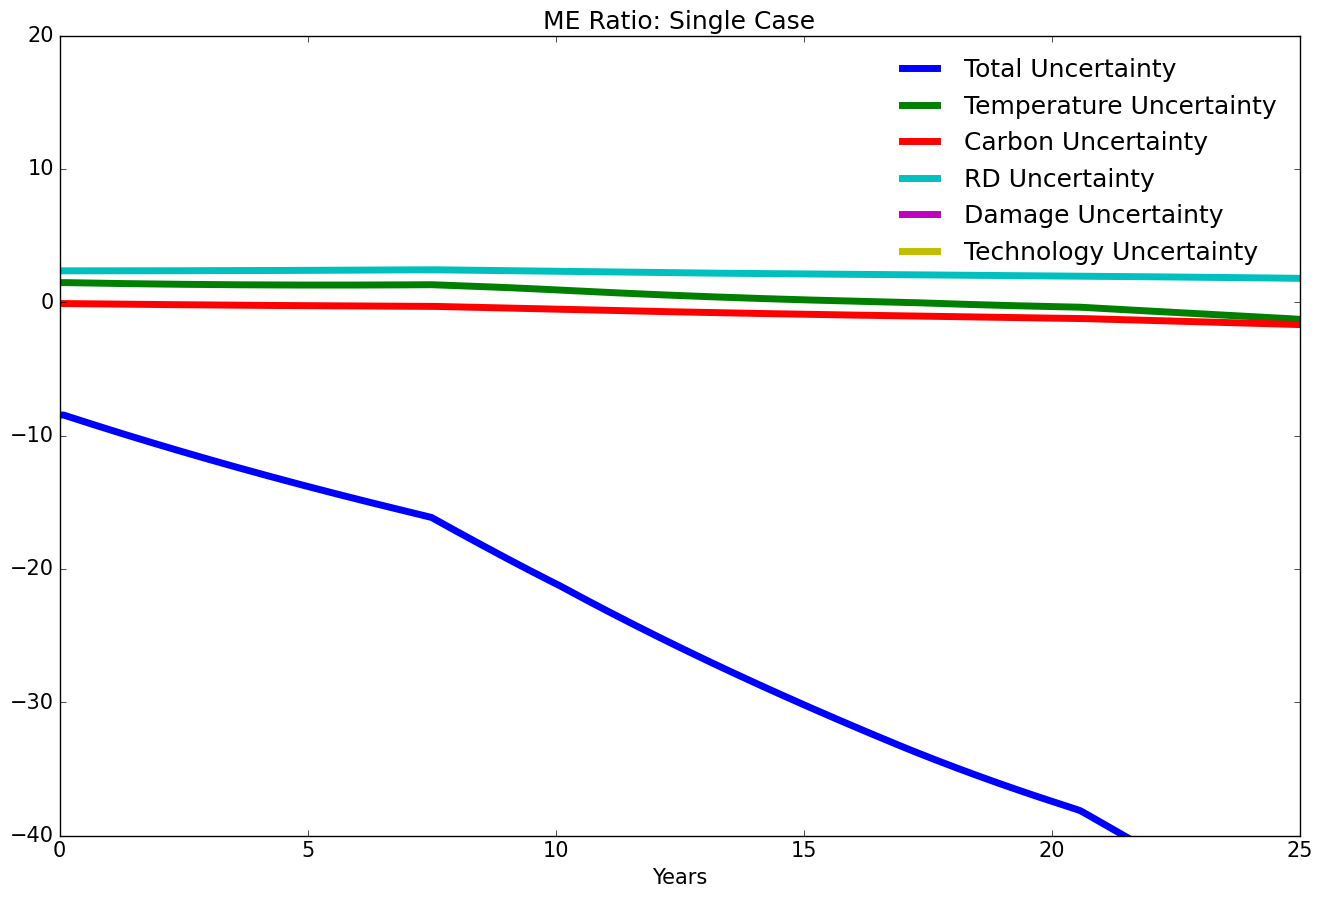 ME Ratio: Single Case
20
10
0
−10
−20
−30
−40
Total Uncertainty
Temperature Uncertainty
Carbon Uncertainty
RD Uncertainty
Damage Uncertainty
Technology Uncertainty
0 5 10 15 20 25
Years